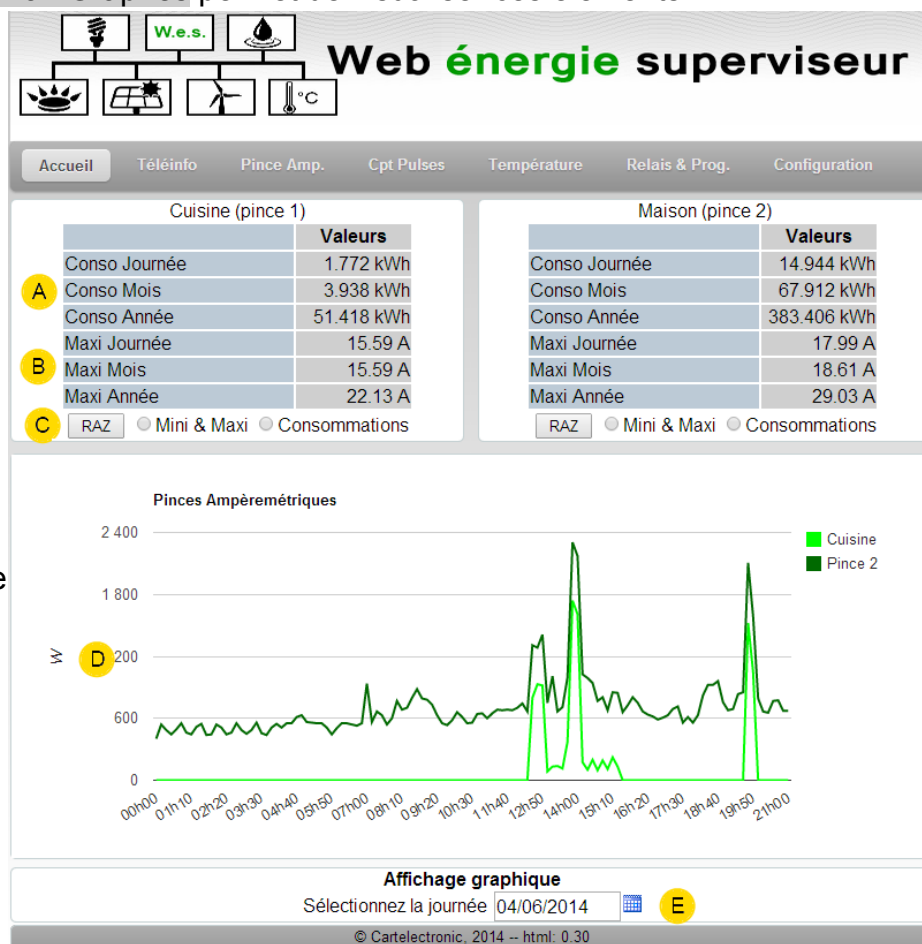 W.e.s.
°C
Web énergie superviseur
Accueil Téléinfo Pince Amp. Cpt Pulses Température Relais & Prog. Configuration
Cuisine (pince 1)
Valeurs
Conso Journée 1.772 kWh
A Conso Mois 3.938 kWh
Conso Année 51.418 kWh
Maxi Journée 15.59 A
B Maxi Mois 15.59 A
Maxi Année 22.13 A
C RAZ Mini & Maxi Consommations
Maison (pince 2)
Valeurs
Conso Journée 14.944 kWh
Conso Mois 67.912 kWh
Conso Année 383.406 kWh
Maxi Journée 17.99 A
Maxi Mois 18.61 A
Maxi Année 29.03 A
RAZ Mini & Maxi Consommations
Pinces Ampèremétriques
2 400
1 800
D 200
600
0
W
Cuisine
Pince 2
00h00 01h10 02h20 03h30 04h40 05h50 07h00 08h10 09h20 10h30 11h40 12h50 14h00 15h10 16h20 17h30 18h40 19h50 21h00
Affichage graphique
Sélectionnez la journée 04/06/2014 E
© Cartelectronic, 2014 -- html: 0.30